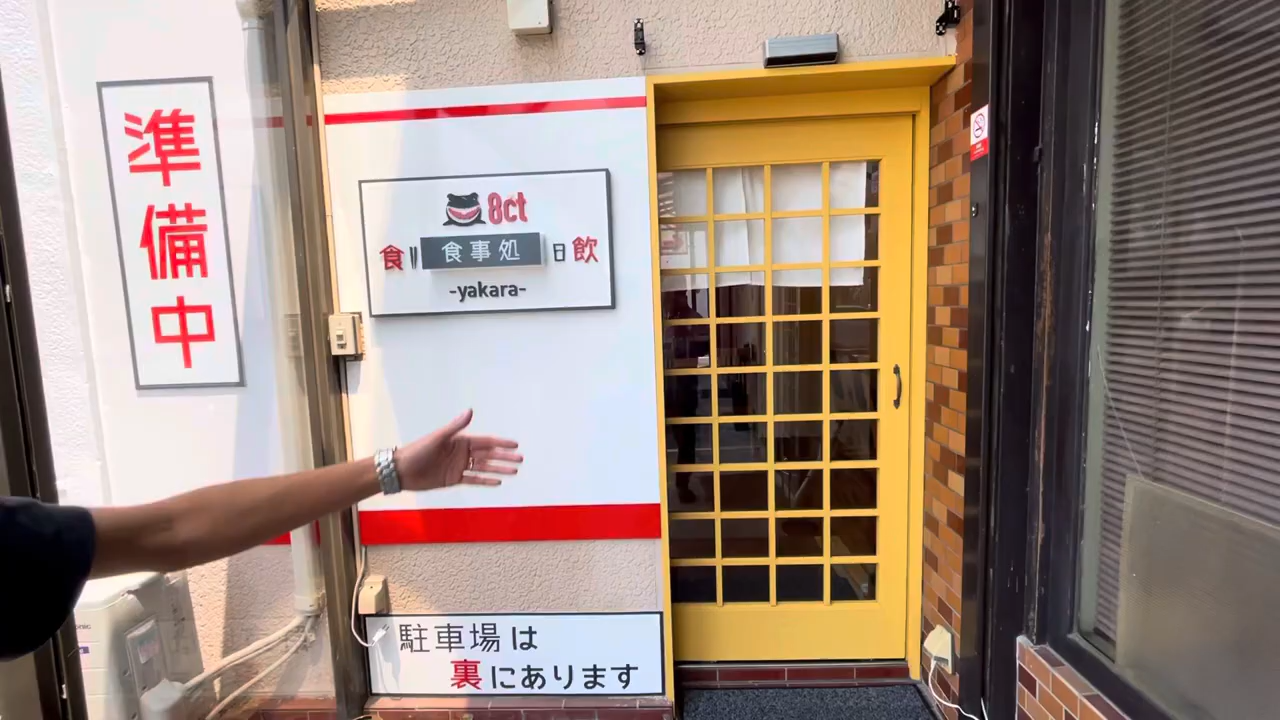 準備中
8ct
食 食事処 日飲
-yakara-
駐車場は
裏にあります